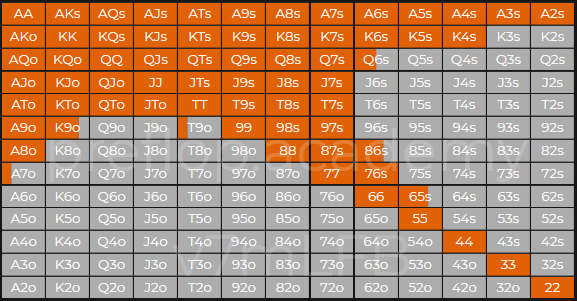 AA AKs AQs AJs ATs A9s A8s A7s A6s A5s A4s A3s A2s
AKo KK KQs KJs KTs K9s K8s K7s K6s K5s K4s K3s K2s
AQo KQo QQ QJs QTs Q9s Q8s Q7s Q6s Q5s Q4s Q3s Q2s
AJo KJo QJo JJ JTs J9s J8s J7s J6s J5s J4s J3s J2s
ATo KTo QTo JTo TT T9s T8s T7s T6s T5s T4s T3s T2s
A9o K9o Q9o J9o T9o 99 98s 97s 96s 95s 94s 93s 92s
A8o K8o Q8o J8o T8o 98o 88 87s 86s 85s 84s 83s 82s
preflop.academy
A7o K7o Q7o J7o T7o 97o 87o 77 76s 75s 74s 73s 72s
A6o K6o Q6o J6o T6o 96o 86o 76o 66 65s 64s 63s 62s
A5o K5o Q5o J5o T5o 95o 85o 75o 65o 55 54s 53s 52s
A4o K4o Q4o J4o T4o 94o 84o 74o 64o 54o 44 43s 42s
v7mLFB
A3o K3o Q3o J3o T3o 93o 83o 73o 63o 53o 43o 33 32s
A2o K2o Q2o J2o T2o 92o 82o 72o 62o 52o 42o 32o 22